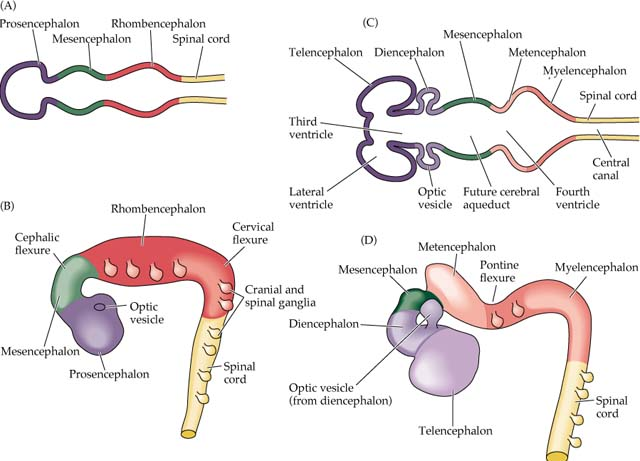 (A)
Prosencephalon
Mesencephalon
Rhombencephalon
Spinal cord
(C)
Telencephalon
Diencephalon
Mesencephalon
Metencephalon
Myelencephalon
Spinal cord
Third
ventricle
Lateral
ventricle
Optic
vesicle
Future cerebral
aqueduct
Fourth
ventricle
Central
canal
(B)
Rhombencephalon
Cephalic
flexure
Cervical
flexure
Cranial and
spinal ganglia
Optic
vesicle
Mesencephalon
Prosencephalon
Spinal
cord
(D)
Metencephalon
Mesencephalon
Pontine
flexure
Myelencephalon
Diencephalon
Optic vesicle
(from diencephalon)
Telencephalon
Spinal
cord